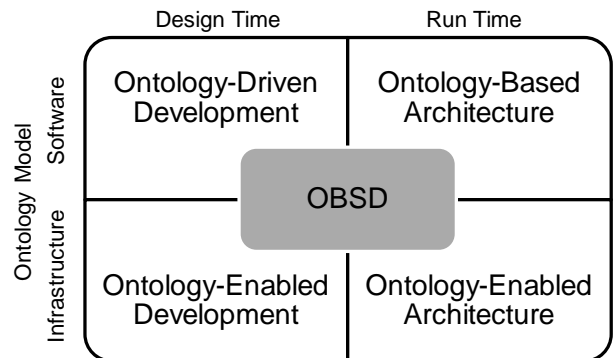 Design Time
Run Time
Ontology Model
Software
Ontology-Driven
Development
Ontology-Based
Architecture
OBSD
Infrastructure
Ontology-Enabled
Development
Ontology-Enabled
Architecture